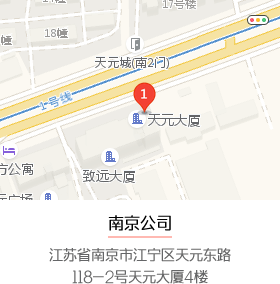 17号楼
18幢
14幢
天元城(南2门)
1号线
1
天元大厦
致远大厦
方公寓
元广场
南京公司
江苏省南京市江宁区天元东路
118-2号天元大厦4楼